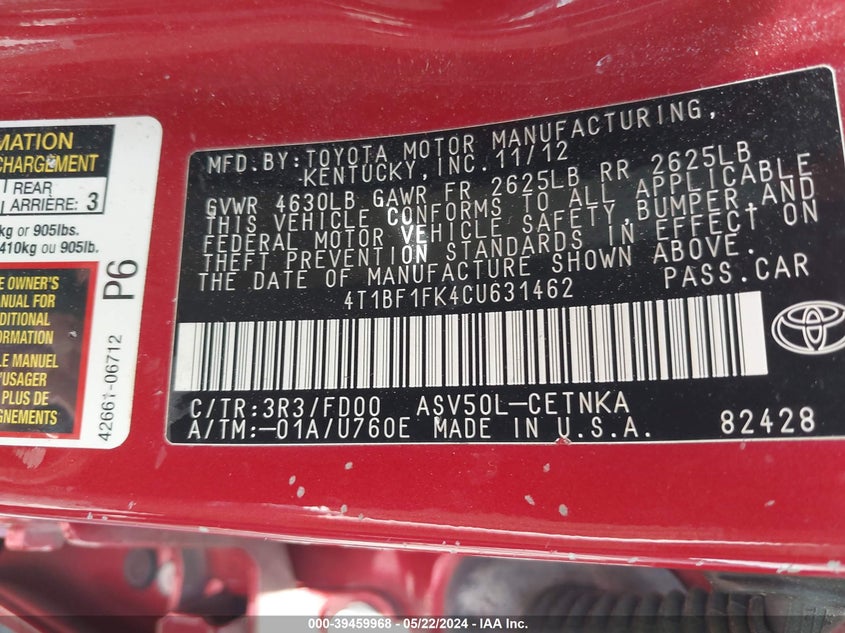 MATION
CHARGEMENT
REAR
ARRIÈRE: 3
kg or 905lbs.
410kg ou 905lb.
E OWNER'S
ANUAL FOR
DDITIONAL
ORMATION
LE MANUEL
'USAGER
PLUS DE
GNEMENTS
P6
42661-06712
MFD. BY: TOYOTA MOTOR MANUFACTURING,
KENTUCKY, INC. 11/12
GVWR 4630LB GAWR FR 2625LB RR 2625LB
THIS VEHICLE CONFORMS TO ALL APPLICABLE
FEDERAL MOTOR VEHICLE SAFETY, BUMPER, AND
THEFT PREVENTION STANDARDS IN EFFECT ON
THE DATE OF MANUFACTURE SHOWN ABOVE.
4T1BF1FK4CU631462 PASS. CAR
C/TR: 3R3/FD00 ASV50L-CETNKA
A/TM: -01A/U760E MADE IN U.S.A. 82428
000-39459968 - 05/22/2024 - IAA Inc.